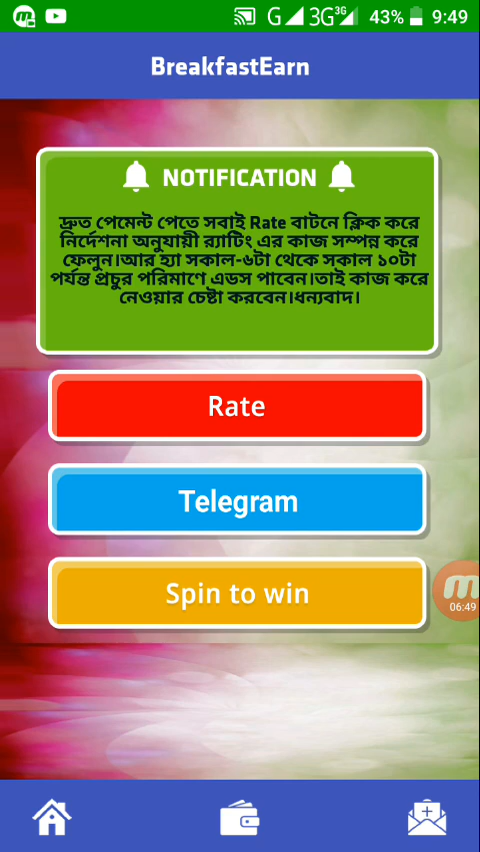 G 3G 3G 43% 9:49
BreakfastEarn
NOTIFICATION
দ্রুত পেমেন্ট পেতে সবাই Rate বাটনে ক্লিক করে
নির্দেশনা অনুযায়ী র‍্যাটিং এর কাজ সম্পন্ন করে
ফেলুন।আর হ্যা সকাল-৬টা থেকে সকাল ১০টা
পর্যন্ত প্রচুর পরিমাণে এডস পাবেন।তাই কাজ করে
নেওয়ার চেষ্টা করবেন।ধন্যবাদ।
Rate
Telegram
Spin to win
06:49